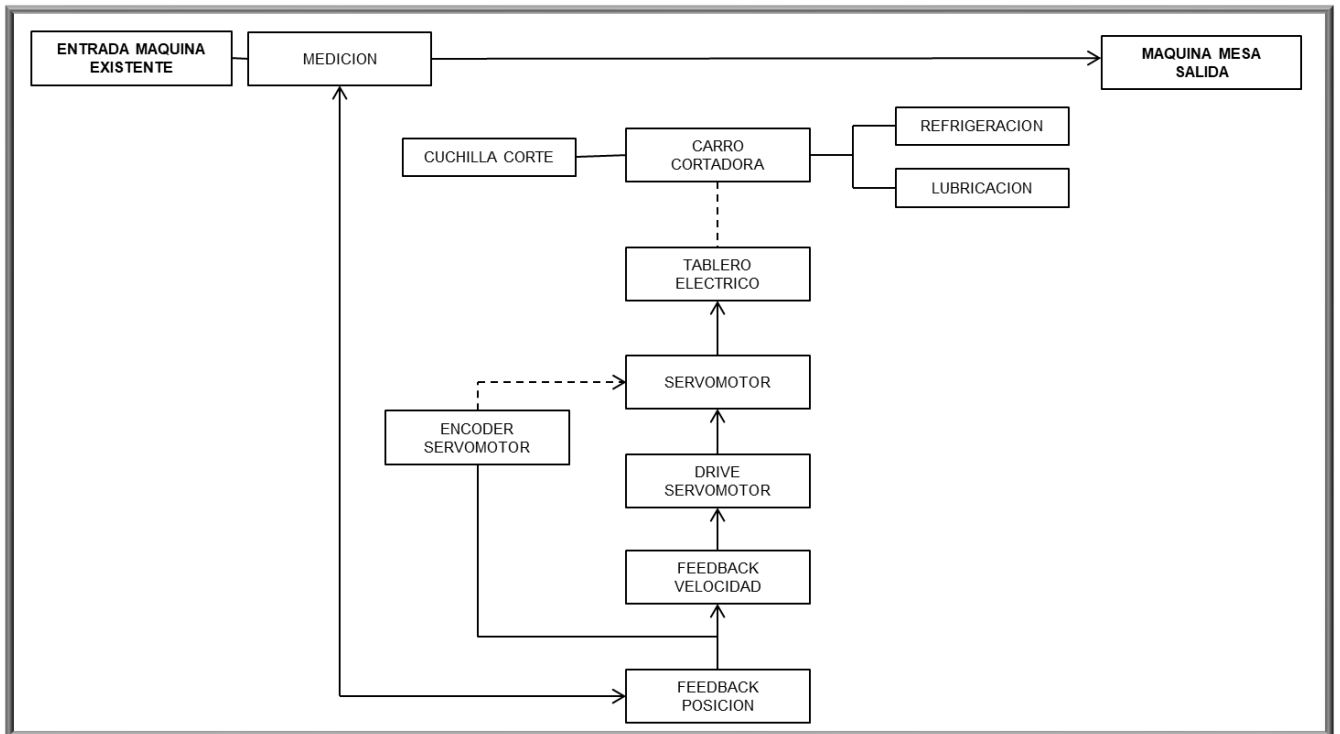 ENTRADA MAQUINA
EXISTENTE
MEDICION
MAQUINA MESA
SALIDA
CUCHILLA CORTE
CARRO
CORTADORA
REFRIGERACION
LUBRICACION
TABLERO
ELECTRICO
SERVOMOTOR
ENCODER
SERVOMOTOR
DRIVE
SERVOMOTOR
FEEDBACK
VELOCIDAD
FEEDBACK
POSICION